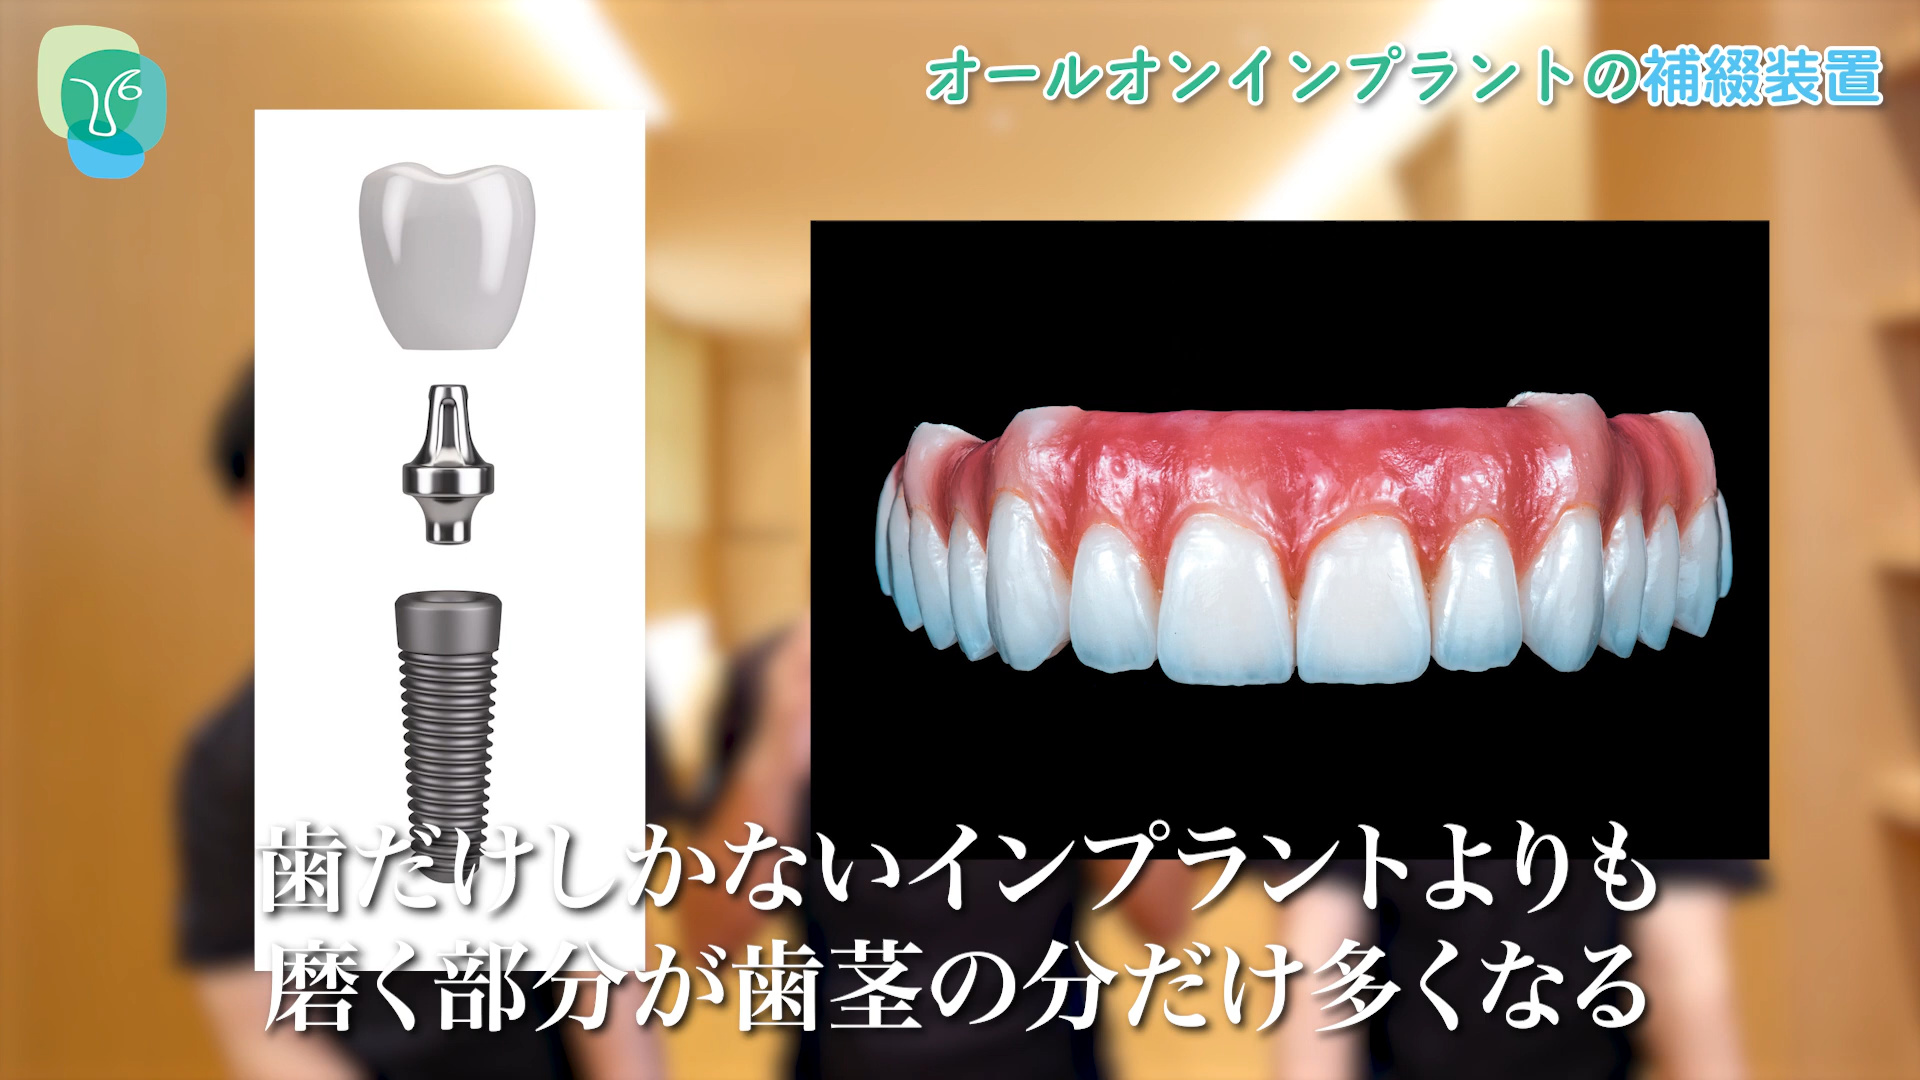 オールオンインプラントの補綴装置
歯だけしかないインプラントよりも
磨く部分が歯茎の分だけ多くなる